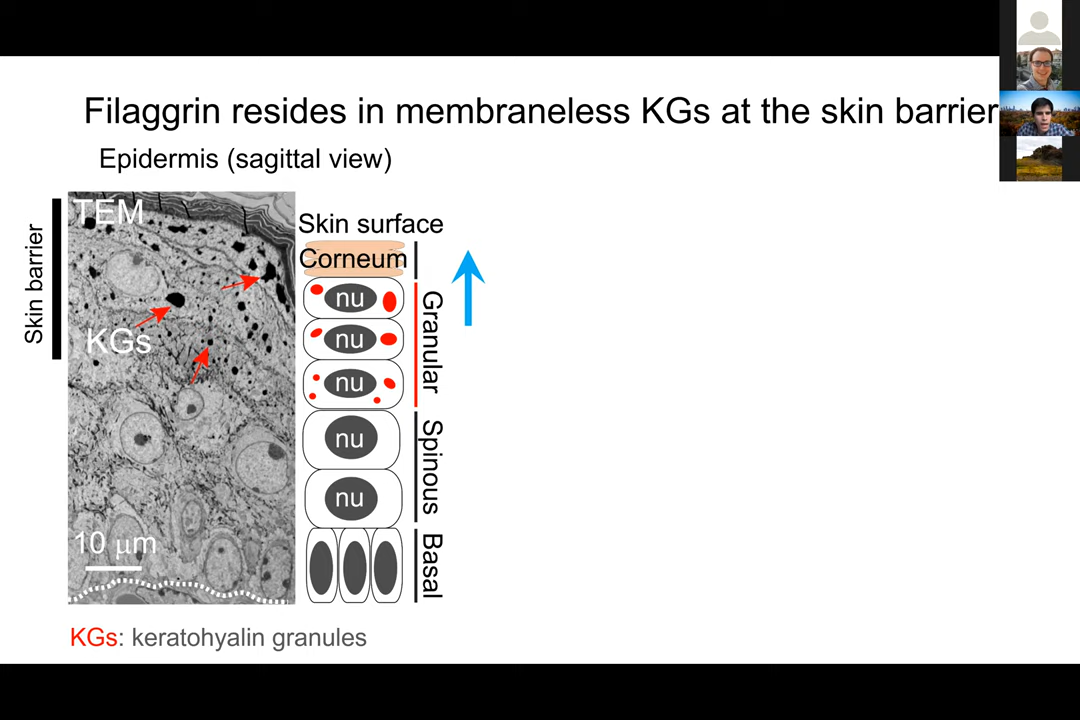 Filaggrin resides in membraneless KGs at the skin barrier
Epidermis (sagittal view)
Skin barrier
TEM
KGs
10 μm
Skin surface
Corneum
nu
nu
nu
nu
nu
Granular
Spinous
Basal
KGs: keratohyalin granules